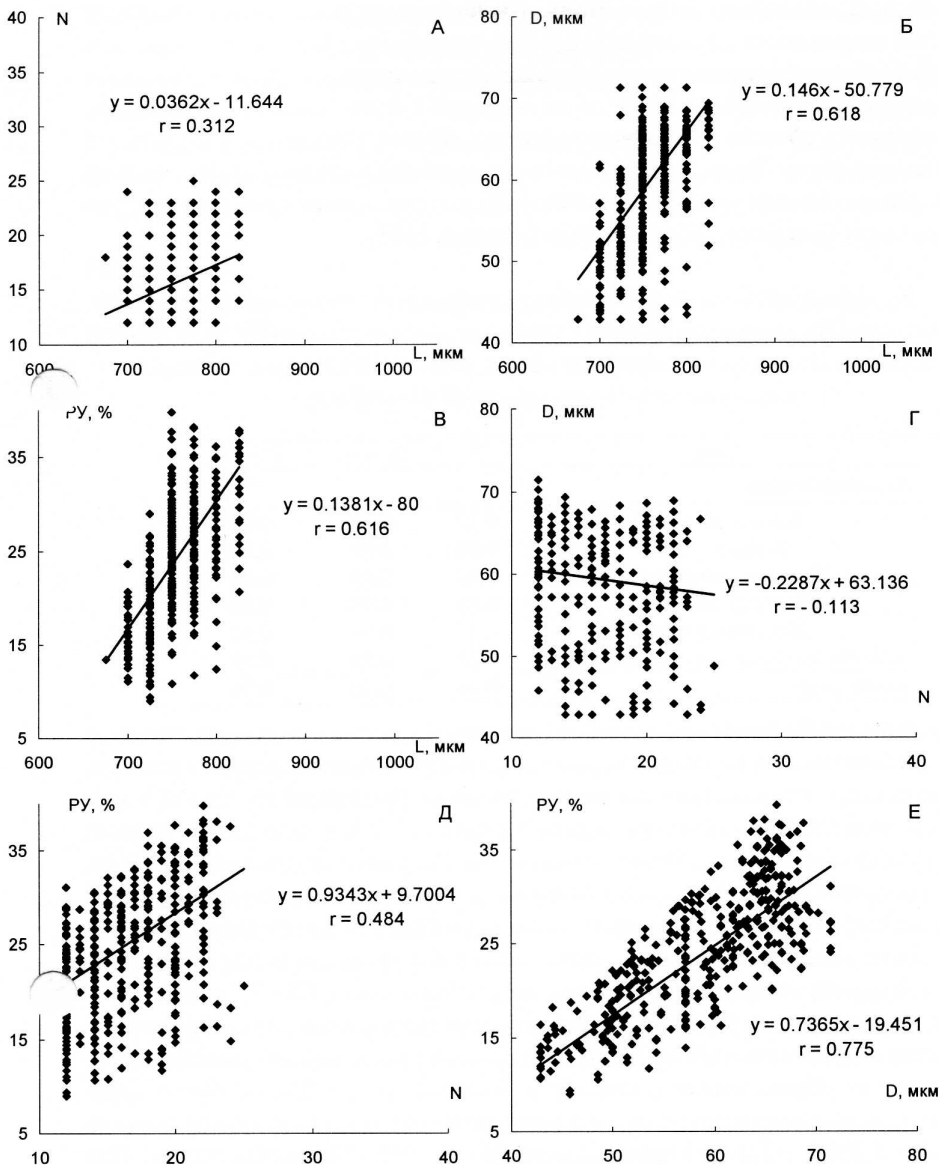 N
А
40
35
30
25
20
15
10
y = 0.0362x - 11.644
r = 0.312
600
700
800
900
1000
L, мкм
D, мкм
Б
80
70
60
50
40
y = 0.146x - 50.779
r = 0.618
600
700
800
900
1000
L, мкм
РУ, %
В
35
25
15
5
y = 0.1381x - 80
r = 0.616
600
700
800
900
1000
L, мкм
D, мкм
Г
80
70
60
50
40
y = -0.2287x + 63.136
r = - 0.113
N
10
20
30
40
РУ, %
Д
35
25
15
5
y = 0.9343x + 9.7004
r = 0.484
N
10
20
30
40
РУ, %
Е
35
25
15
5
y = 0.7365x - 19.451
r = 0.775
D, мкм
40
50
60
70
80